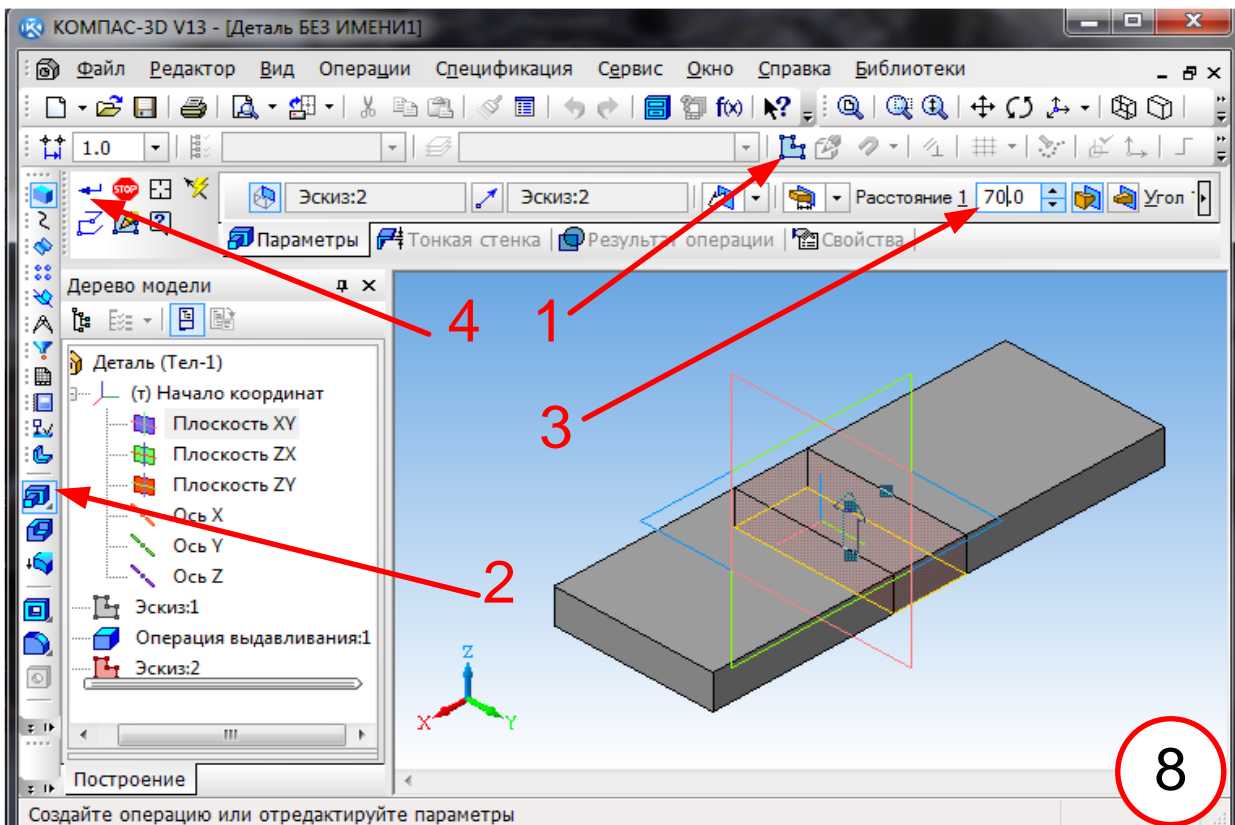 КОМПАС-3D V13 - [Деталь БЕЗ ИМЕНИ1]
Файл Редактор Вид Операции Спецификация Сервис Окно Справка Библиотеки
f(x)
1.0
STOP Эскиз:2 Эскиз:2 Расстояние 1 70.0 Угол
Параметры Тонкая стенка Результат операции Свойства
Дерево модели
4 1
3
2
Деталь (Тел-1)
(т) Начало координат
Плоскость XY
Плоскость ZX
Плоскость ZY
Ось X
Ось Y
Ось Z
Эскиз:1
Операция выдавливания:1
Эскиз:2
Z
X Y
8
Построение
Создайте операцию или отредактируйте параметры